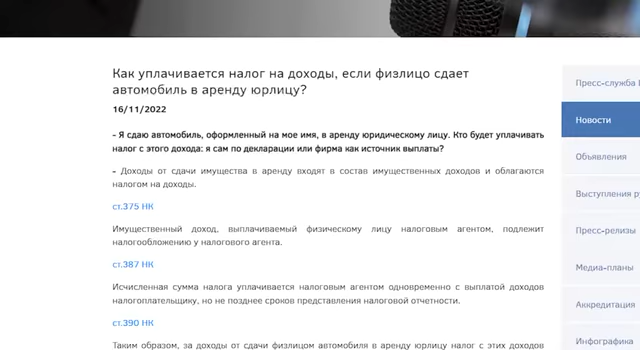 Как уплачивается налог на доходы, если физлицо сдает
автомобиль в аренду юрлицу?
16/11/2022
- Я сдаю автомобиль, оформленный на мое имя, в аренду юридическому лицу. Кто будет уплачивать
налог с этого дохода: я сам по декларации или фирма как источник выплаты?
- Доходы от сдачи имущества в аренду входят в состав имущественных доходов и облагаются
налогом на доходы.
ст.375 НК
Имущественный доход, выплачиваемый физическому лицу налоговым агентом, подлежит
налогообложению у налогового агента.
ст.387 НК
Исчисленная сумма налога уплачивается налоговым агентом одновременно с выплатой доходов
налогоплательщику, но не позднее сроков представления налоговой отчетности.
ст.390 НК
Таким образом, за доходы от сдачи физлицом автомобиля в аренду юрлицу налог с этих доходов
Пресс-служба
Новости
Объявления
Выступления
Пресс-релизы
Медиа-планы
Аккредитация
Инфографика